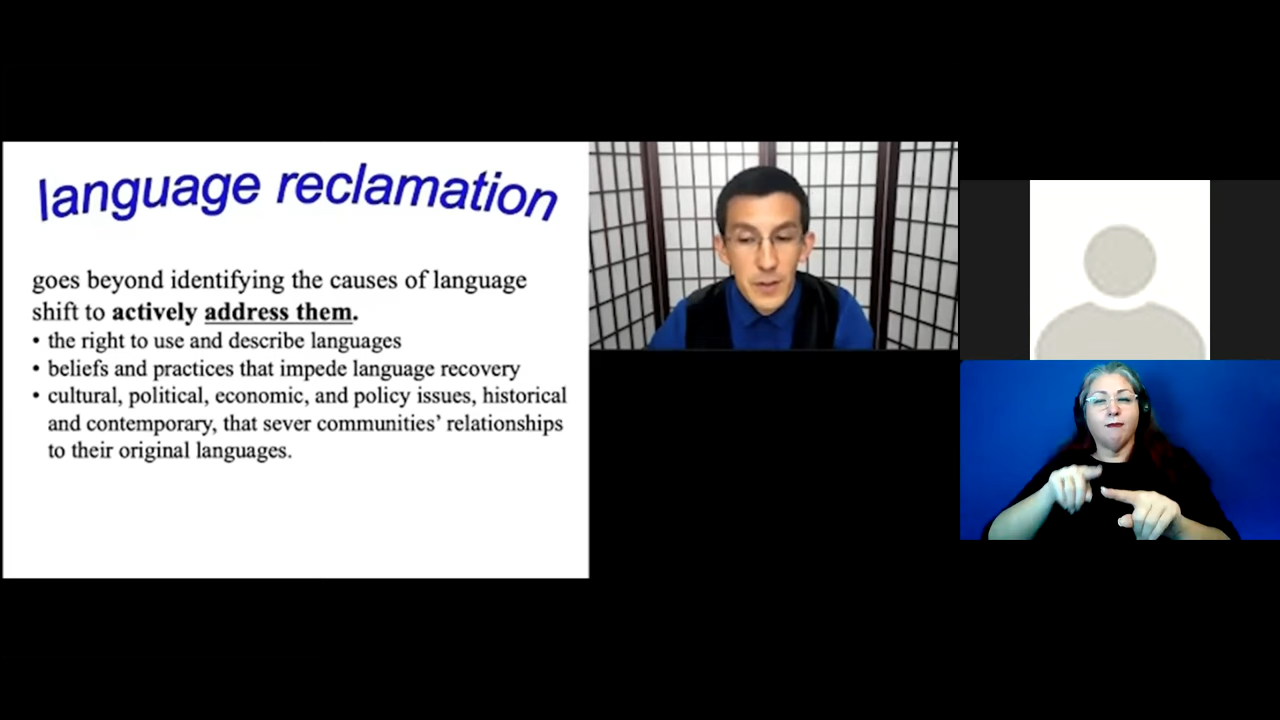 language reclamation
goes beyond identifying the causes of language
shift to actively address them.
• the right to use and describe languages
• beliefs and practices that impede language recovery
• cultural, political, economic, and policy issues, historical
and contemporary, that sever communities’ relationships
to their original languages.